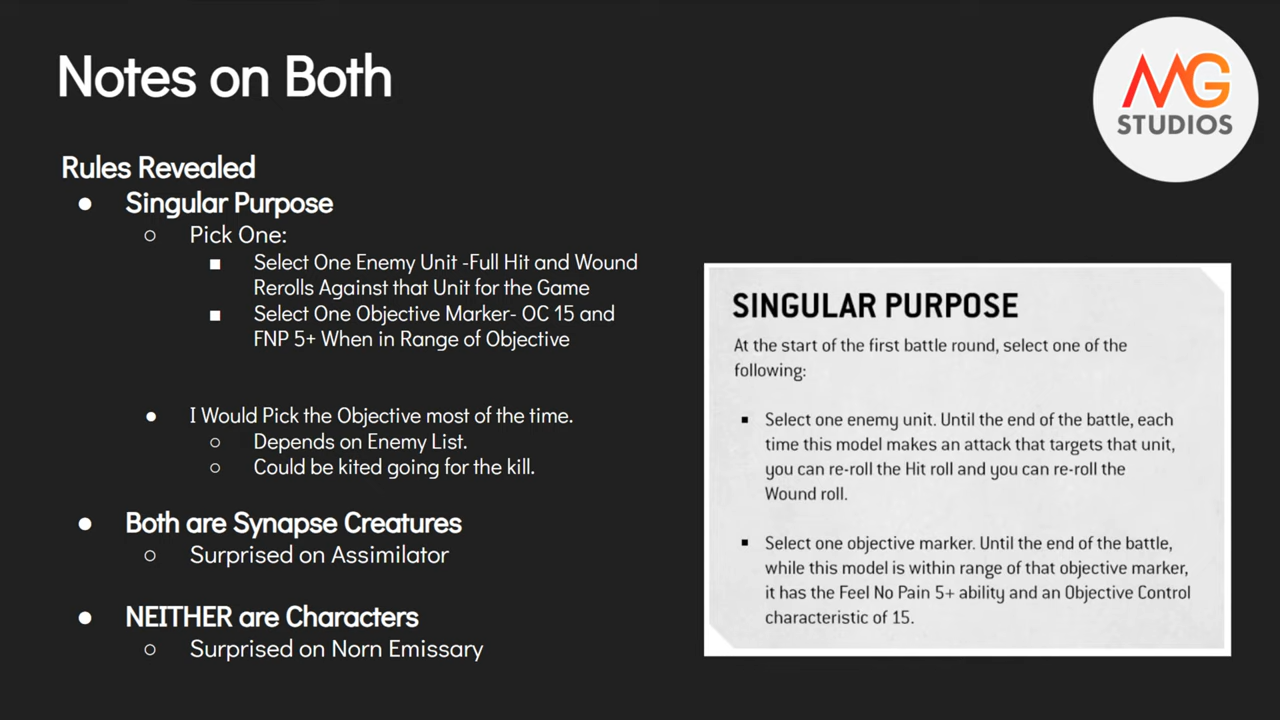 Notes on Both
MG
STUDIOS
Rules Revealed
● Singular Purpose
○ Pick One:
■ Select One Enemy Unit -Full Hit and Wound
Rerolls Against that Unit for the Game
■ Select One Objective Marker- OC 15 and
FNP 5+ When in Range of Objective
● I Would Pick the Objective most of the time.
○ Depends on Enemy List.
○ Could be kited going for the kill.
● Both are Synapse Creatures
○ Surprised on Assimilator
● NEITHER are Characters
○ Surprised on Norn Emissary
SINGULAR PURPOSE
At the start of the first battle round, select one of the
following:
▪ Select one enemy unit. Until the end of the battle, each
time this model makes an attack that targets that unit,
you can re-roll the Hit roll and you can re-roll the
Wound roll.
▪ Select one objective marker. Until the end of the battle,
while this model is within range of that objective marker,
it has the Feel No Pain 5+ ability and an Objective Control
characteristic of 15.